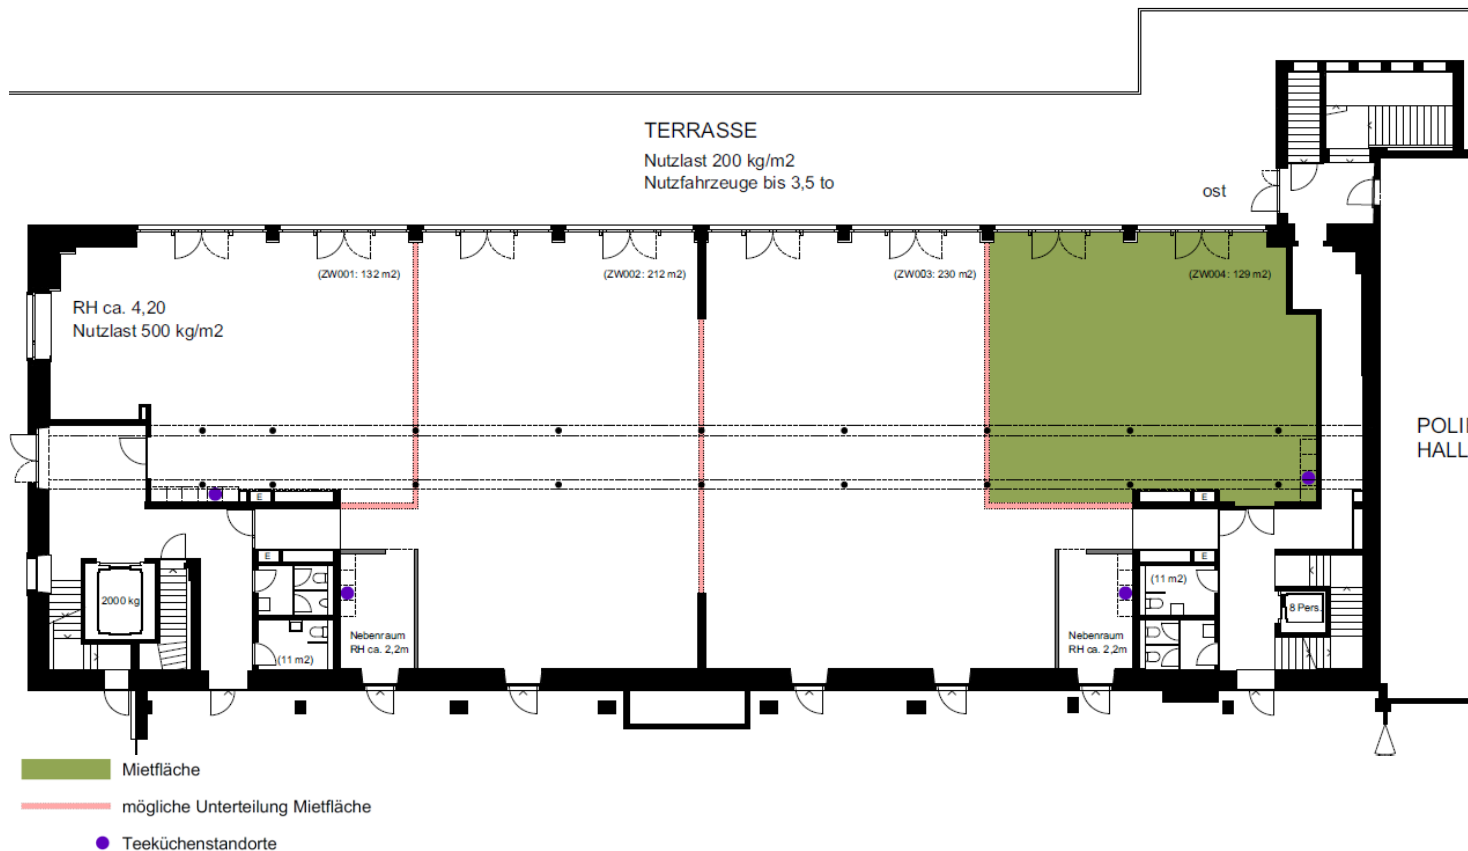 TERRASSE
Nutzlast 200 kg/m2
Nutzfahrzeuge bis 3,5 to
ost
(ZW001: 132 m2)
(ZW002: 212 m2)
(ZW003: 230 m2)
(ZW004: 129 m2)
RH ca. 4,20
Nutzlast 500 kg/m2
POLI
HALL
E
E
E
E
2000 kg
(11 m2)
8 Pers.
Nebenraum
RH ca. 2,2m
Nebenraum
RH ca. 2,2m
(11 m2)
Mietfläche
mögliche Unterteilung Mietfläche
Teeküchenstandorte